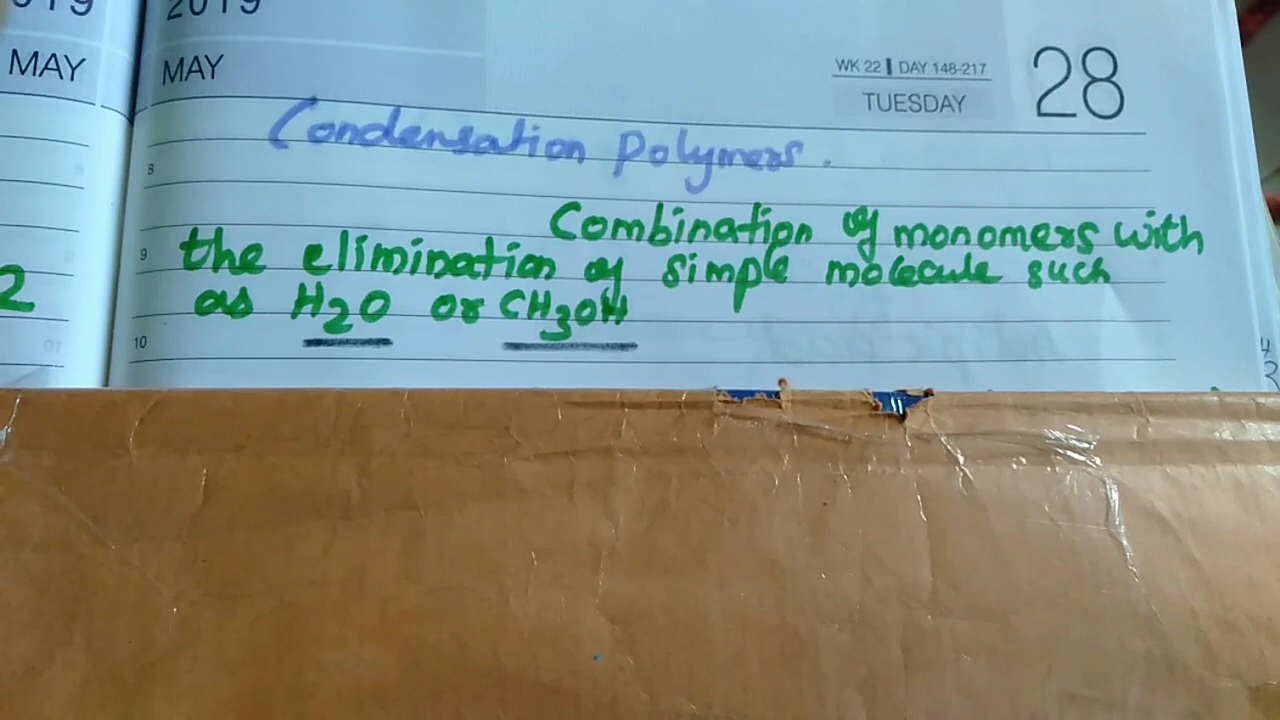 2019
MAY
MAY
WK 22 | DAY 148-217
TUESDAY
28
Condensation Polymers.
8
Combination of monomers with
9
the elimination of simple molecule such
2
as H2O or CH3OH
10